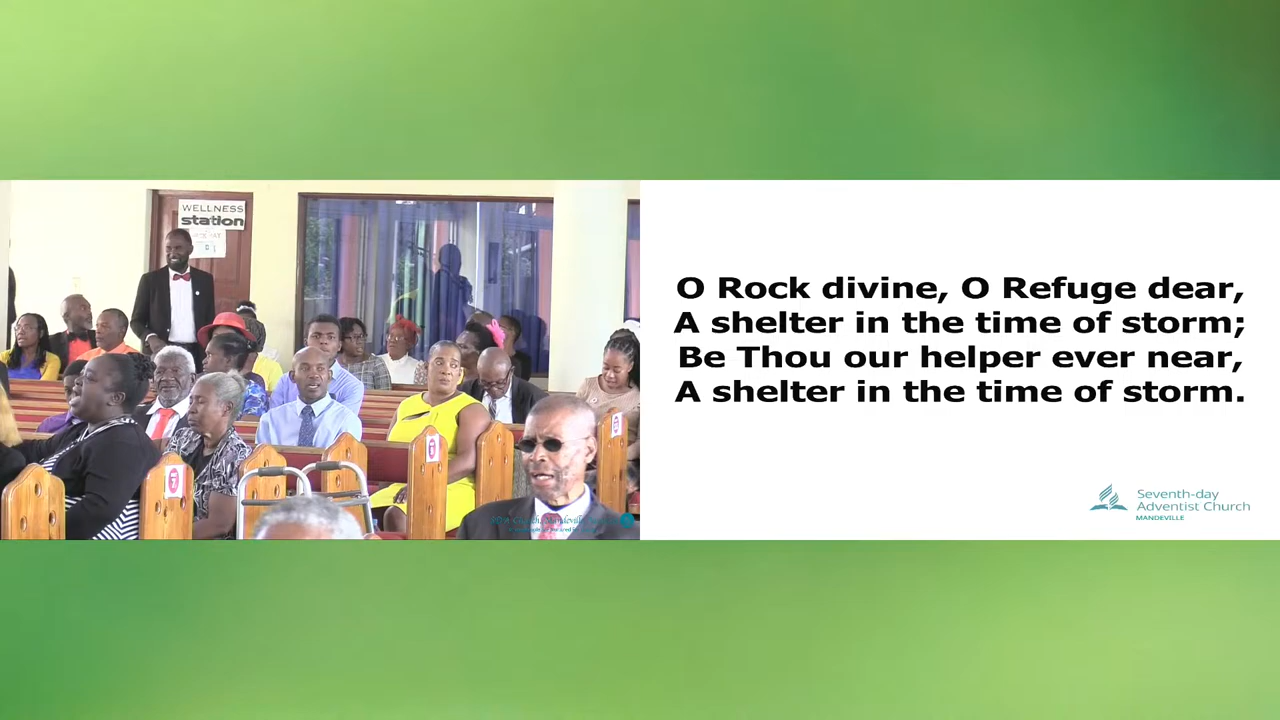 WELLNESS
station
O Rock divine, O Refuge dear,
A shelter in the time of storm;
Be Thou our helper ever near,
A shelter in the time of storm.
Seventh-day
Adventist Church
MANDEVILLE